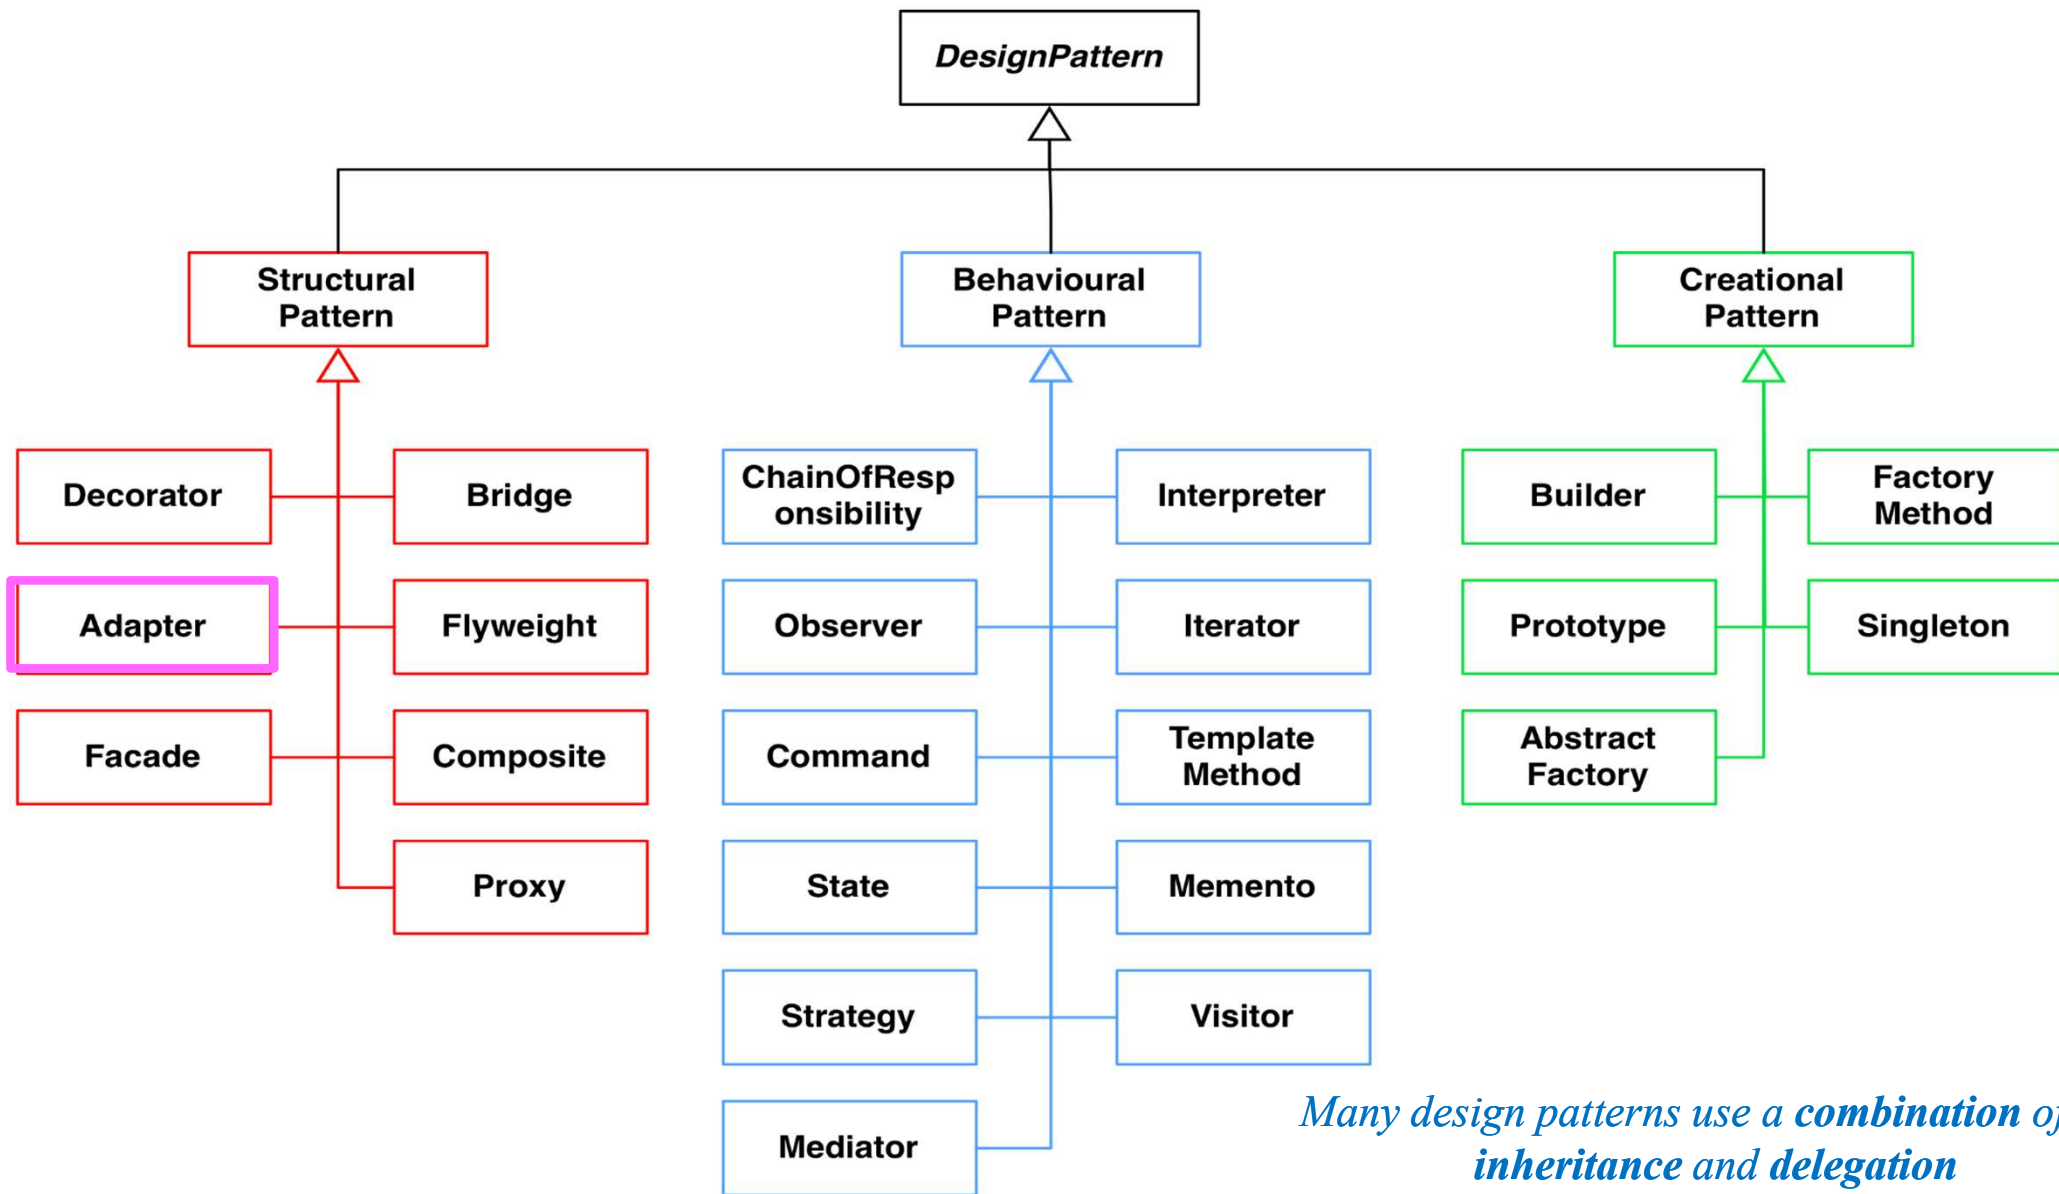 DesignPattern
Structural
Pattern
Behavioural
Pattern
Creational
Pattern
Decorator
Bridge
ChainOfResp
onsibility
Interpreter
Builder
Factory
Method
Adapter
Flyweight
Observer
Iterator
Prototype
Singleton
Facade
Composite
Command
Template
Method
Abstract
Factory
Proxy
State
Memento
Strategy
Visitor
Mediator
Many design patterns use a combination of
inheritance and delegation